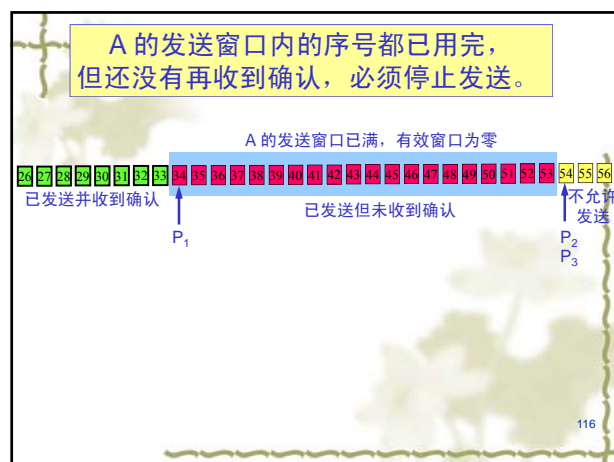 A 的发送窗口内的序号都已用完，
但还没有再收到确认，必须停止发送。
A 的发送窗口已满，有效窗口为零
26 27 28 29 30 31 32 33 34 35 36 37 38 39 40 41 42 43 44 45 46 47 48 49 50 51 52 53 54 55 56
已发送并收到确认
已发送但未收到确认
不允许
发送
P1
P2
P3
116